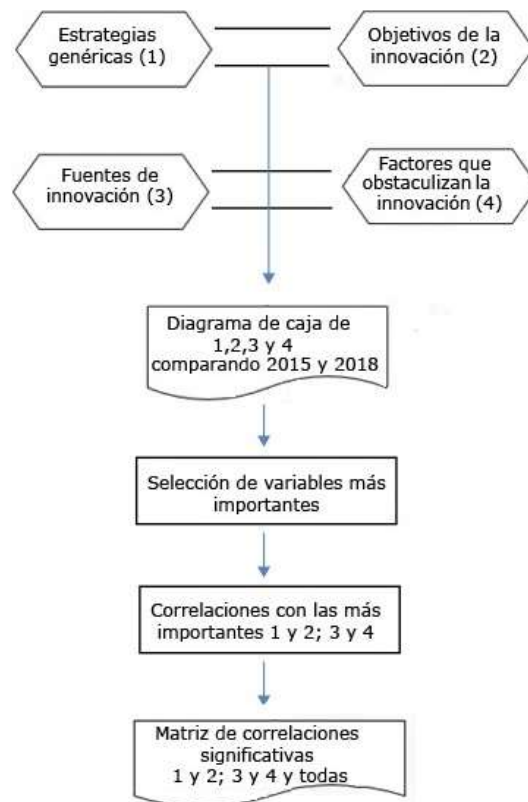 Estrategias
genéricas (1)
Objetivos de la
innovación (2)
Fuentes de
innovación (3)
Factores que
obstaculizan la
innovación (4)
Diagrama de caja de
1,2,3 y 4
comparando 2015 y 2018
Selección de variables más
importantes
Correlaciones con las más
importantes 1 y 2; 3 y 4
Matriz de correlaciones
significativas
1 y 2; 3 y 4 y todas